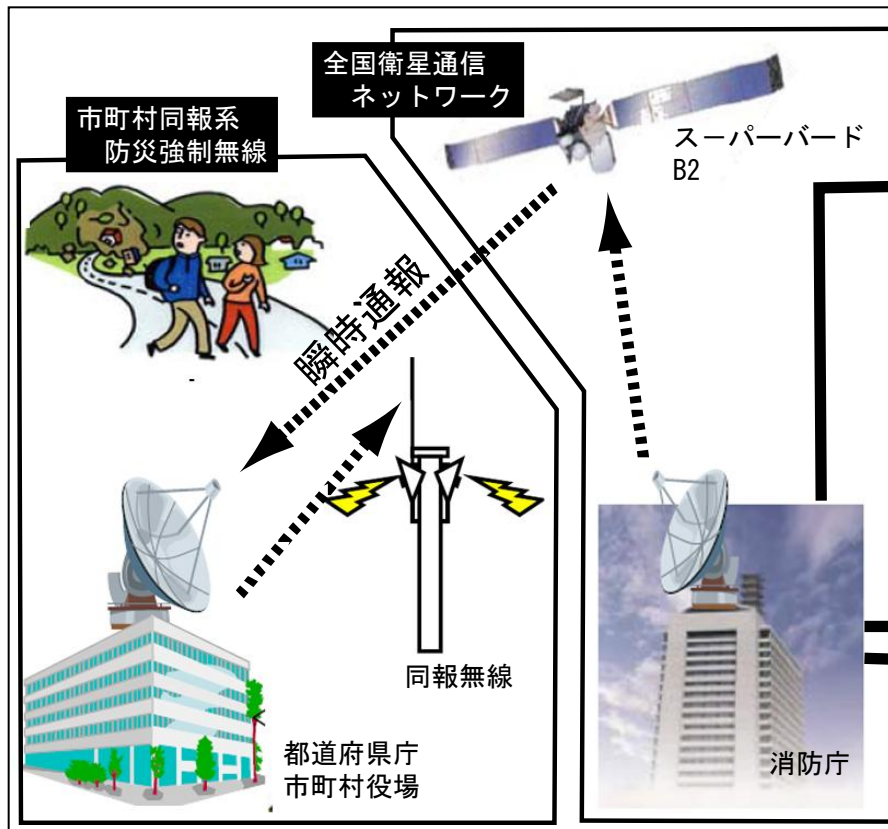 全国衛星通信
ネットワーク
市町村同報系
防災強制無線
スーパーバード
B2
瞬時通報
同報無線
都道府県庁
市町村役場
消防庁